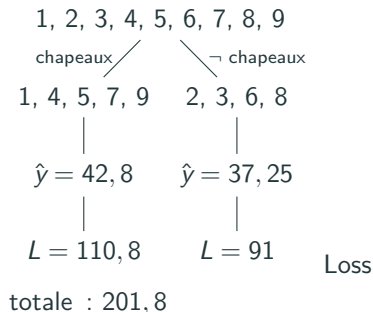 1, 2, 3, 4, 5, 6, 7, 8, 9
chapeaux ¬ chapeaux
1, 4, 5, 7, 9 2, 3, 6, 8
ŷ = 42, 8 ŷ = 37, 25
L = 110, 8 L = 91 Loss
totale : 201, 8